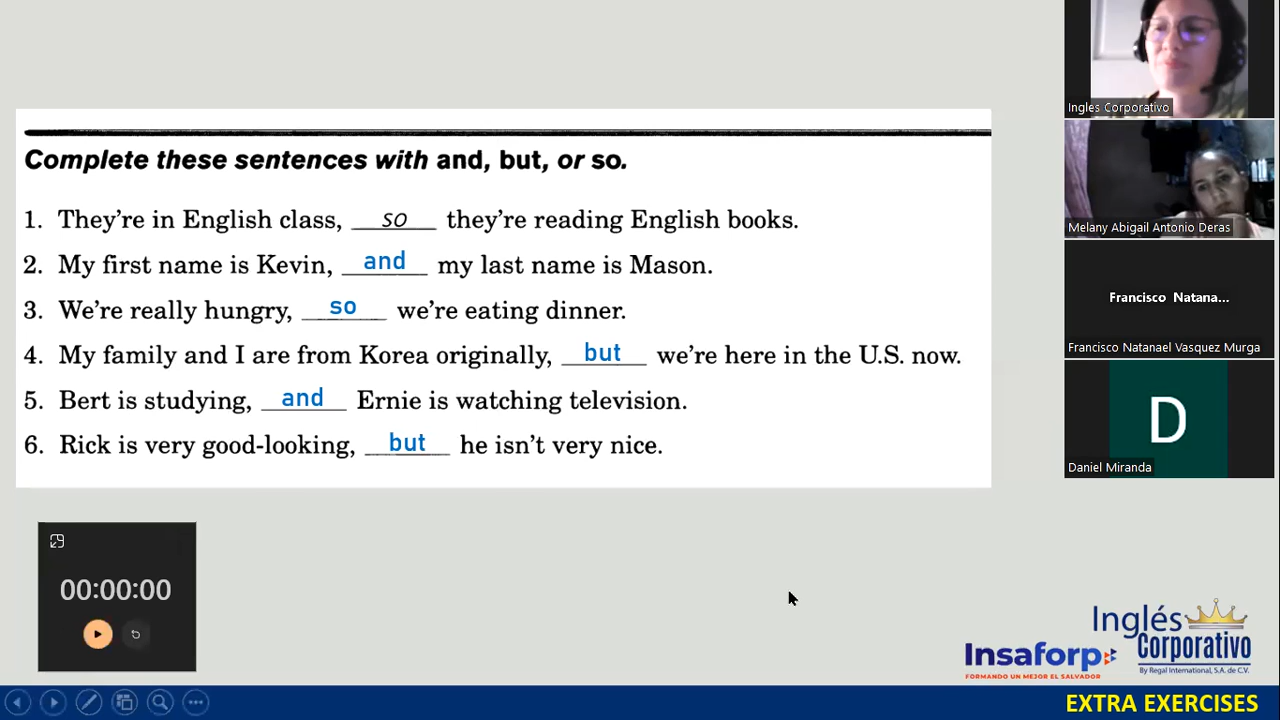 Complete these sentences with and, but, or so.
1. They're in English class, so they're reading English books.
2. My first name is Kevin, and my last name is Mason.
3. We're really hungry, so we're eating dinner.
4. My family and I are from Korea originally, but we're here in the U.S. now.
5. Bert is studying, and Ernie is watching television.
6. Rick is very good-looking, but he isn't very nice.
00:00:00
Ingles Corporativo
Melany Abigail Antonio Deras
Francisco Natana...
Francisco Natanael Vasquez Murga
D
Daniel Miranda
Insaforp
FORMANDO UN MEJOR EL SALVADOR
Inglés
Corporativo
By Regal International, S.A. de C.V.
EXTRA EXERCISES